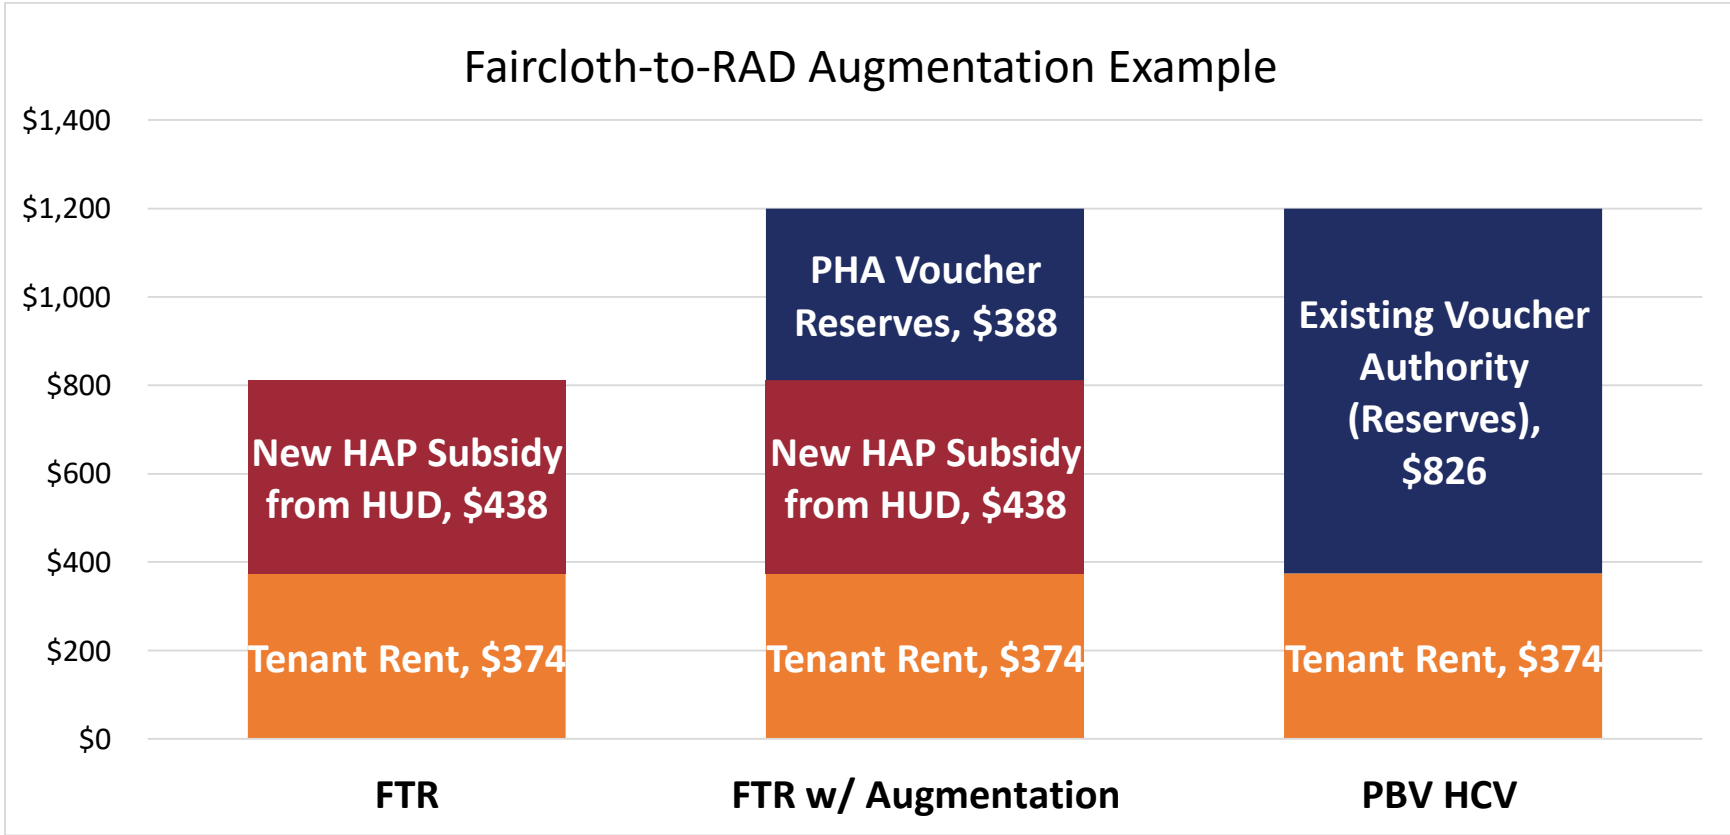 Faircloth-to-RAD Augmentation Example
$1,400
$1,200
$1,000
$800
$600
$400
$200
$0
New HAP Subsidy
from HUD, $438
Tenant Rent, $374
PHA Voucher
Reserves, $388
New HAP Subsidy
from HUD, $438
Tenant Rent, $374
Existing Voucher
Authority
(Reserves),
$826
Tenant Rent, $374
FTR
FTR w/ Augmentation
PBV HCV